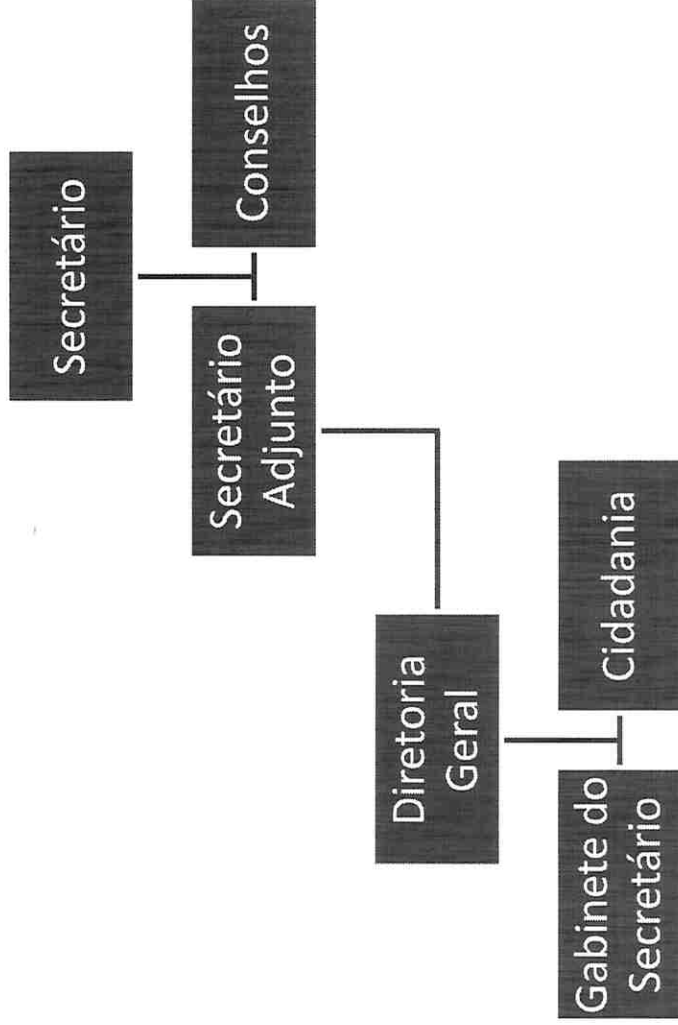 Secretário
Secretário
Adjunto
Conselhos
Diretoria
Geral
Gabinete do
Secretário
Cidadania